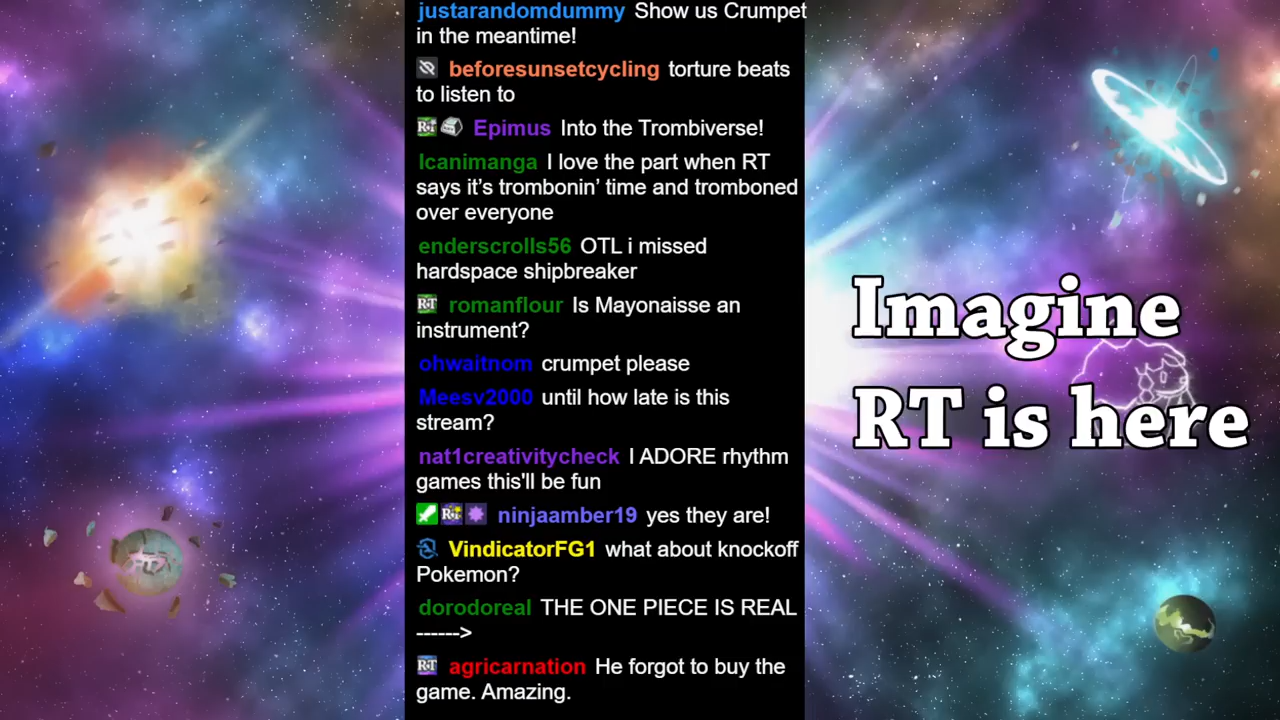 justarandomdummy Show us Crumpet
in the meantime!
beforesunsetcycling torture beats
to listen to
Epimus Into the Trombiverse!
Icanimanga I love the part when RT
says it’s trombonin’ time and tromboned
over everyone
enderscrolls56 OTL i missed
hardspace shipbreaker
romanflour Is Mayonaisse an
instrument?
ohwaitnom crumpet please
Meesv2000 until how late is this
stream?
nat1creativitycheck I ADORE rhythm
games this'll be fun
ninjaamber19 yes they are!
VindicatorFG1 what about knockoff
Pokemon?
dorodoreal THE ONE PIECE IS REAL
------>
agricarnation He forgot to buy the
game. Amazing.
Imagine
RT is here